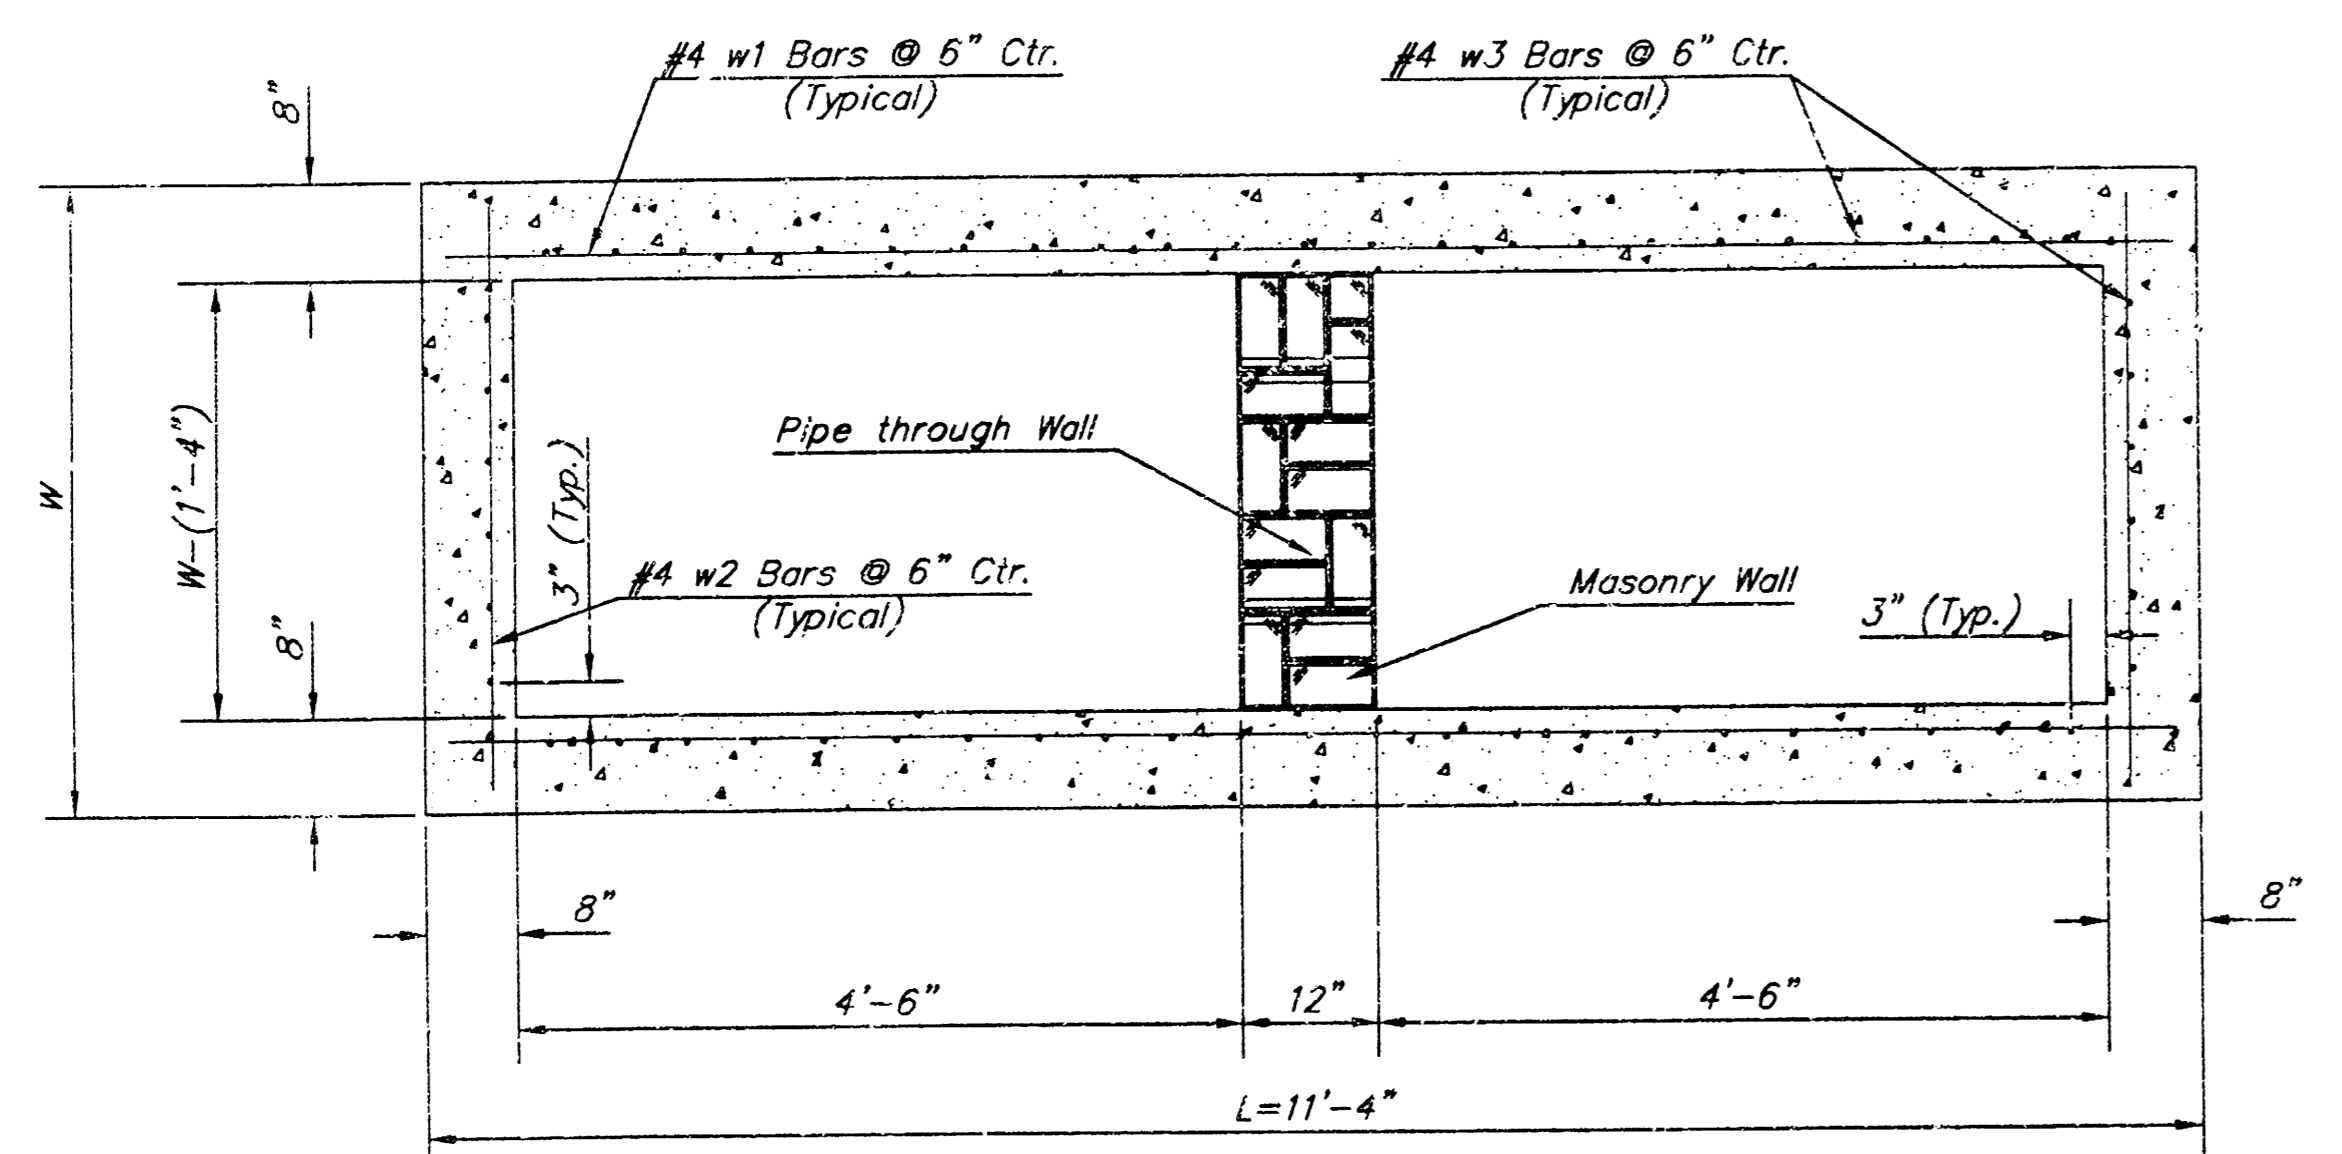 #4 w1 Bars @ 6" Ctr.
(Typical)
#4 w3 Bars @ 6" Ctr.
(Typical)
8"
W
W-(1'-4")
Pipe through Wall
3" (Typ.)
#4 w2 Bars @ 6" Ctr.
(Typical)
Masonry Wall
3" (Typ.)
8"
8"
8"
4'-6"
12"
4'-6"
L=11'-4"